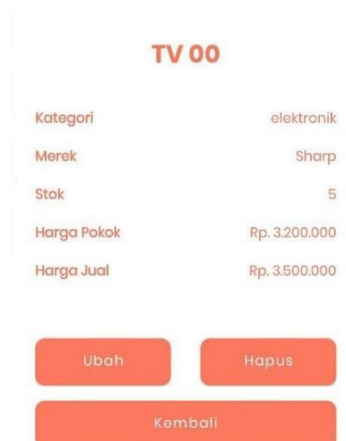 TV 00
Kategori elektronik
Merek Sharp
Stok 5
Harga Pokok Rp. 3.200.000
Harga Jual Rp. 3.500.000
Ubah Hapus
Kembali